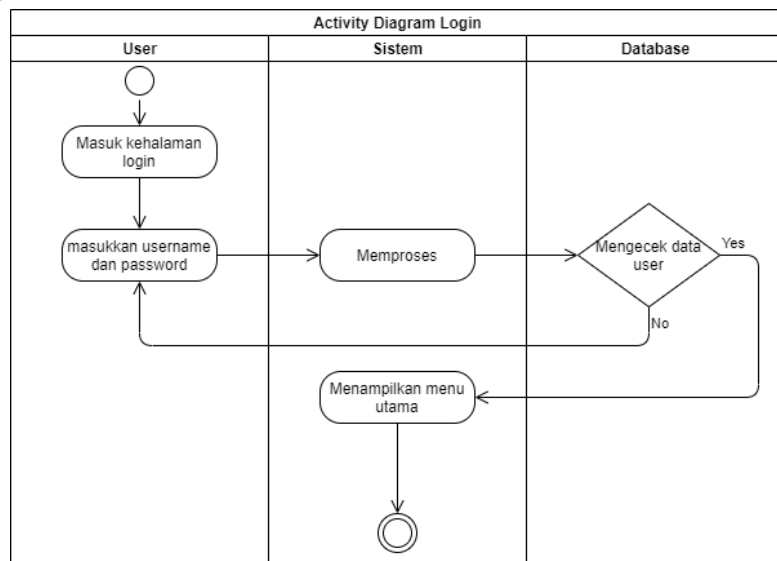 Activity Diagram Login
User
Sistem
Database
Masuk kehalaman
login
masukkan username
dan password
Memproses
Mengecek data
user
Yes
No
Menampilkan menu
utama